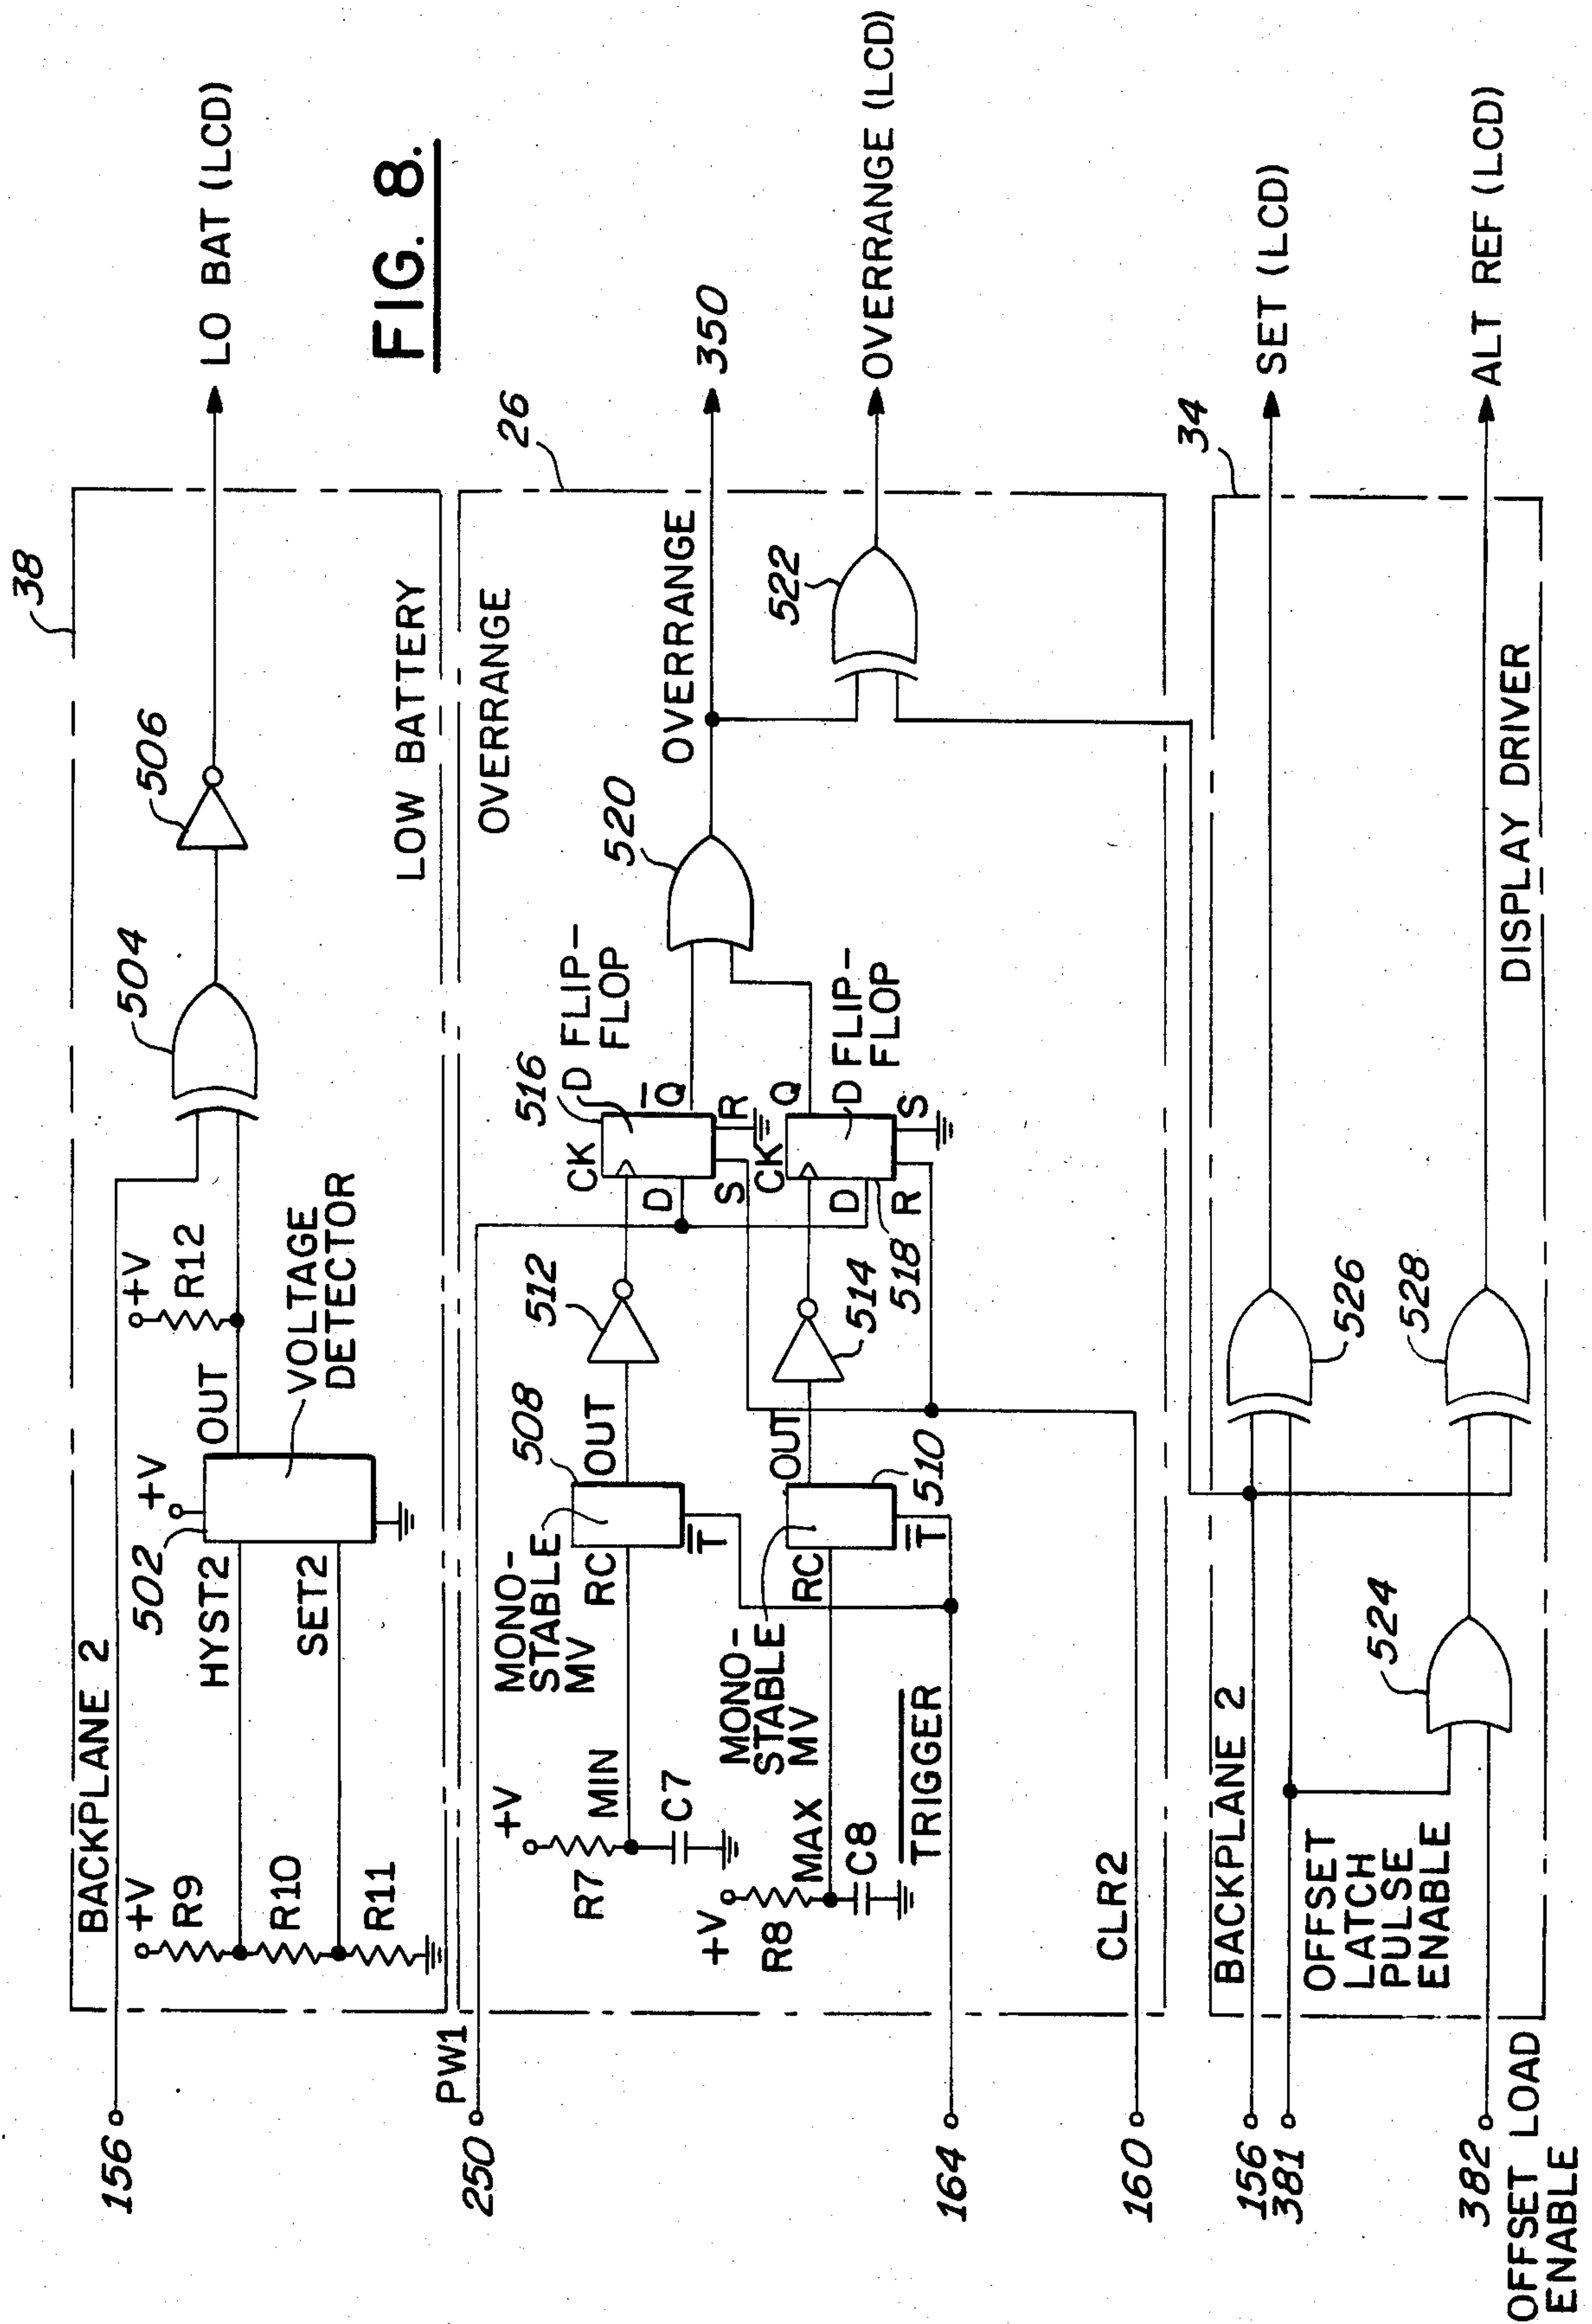 FIG. 8.
38
156
BACKPLANE 2
+V
R9
R10
R11
HYST2
SET2
502
+V
OUT
VOLTAGE
DETECTOR
+V
R12
504
506
LOW BATTERY
LO BAT (LCD)
26
OVERRANGE
250
PW1
+V
R7
MIN
C7
MONO-
STABLE
MV
RC
508
OUT
T
512
516
CK
D
S
R
Q
D FLIP-
FLOP
+V
R8
MAX
C8
MONO-
STABLE
MV
RC
510
OUT
T
514
518
CK
D
R
S
Q
D FLIP-
FLOP
520
OVERRANGE
350
522
OVERRANGE (LCD)
164
TRIGGER
160
CLR2
34
156
BACKPLANE 2
381
OFFSET
LATCH
PULSE
ENABLE
526
SET (LCD)
382
OFFSET LOAD
ENABLE
524
528
DISPLAY DRIVER
ALT REF (LCD)